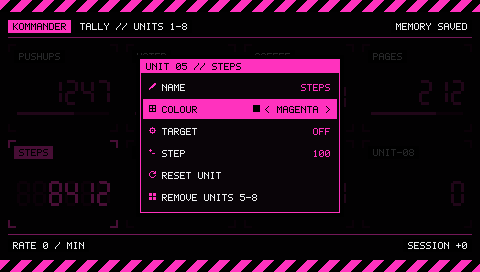 KOMMANDER TALLY // UNITS 1-8 MEMORY SAVED
PUSHUPS PAGES
1247 212
UNIT 05 // STEPS
NAME STEPS
COLOUR < MAGENTA >
TARGET OFF
STEP 100
RESET UNIT
REMOVE UNITS 5-8
STEPS UNIT-08
8412 0
RATE 0 / MIN SESSION +0